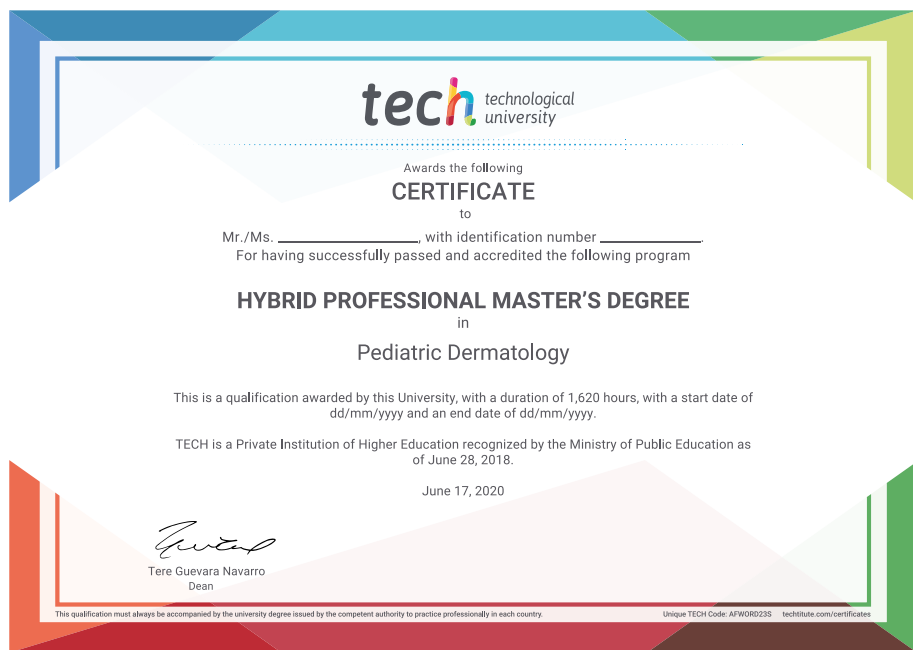 tech technological
university
Awards the following
CERTIFICATE
to
Mr./Ms. ____________, with identification number ____________.
For having successfully passed and accredited the following program
HYBRID PROFESSIONAL MASTER'S DEGREE
in
Pediatric Dermatology
This is a qualification awarded by this University, with a duration of 1,620 hours, with a start date of
dd/mm/yyyy and an end date of dd/mm/yyyy.
TECH is a Private Institution of Higher Education recognized by the Ministry of Public Education as
of June 28, 2018.
June 17, 2020
Tere Guevara Navarro
Dean
This qualification must always be accompanied by the university degree issued by the competent authority to practice professionally in each country. Unique TECH Code: AFWORD23S techtitute.com/certificates